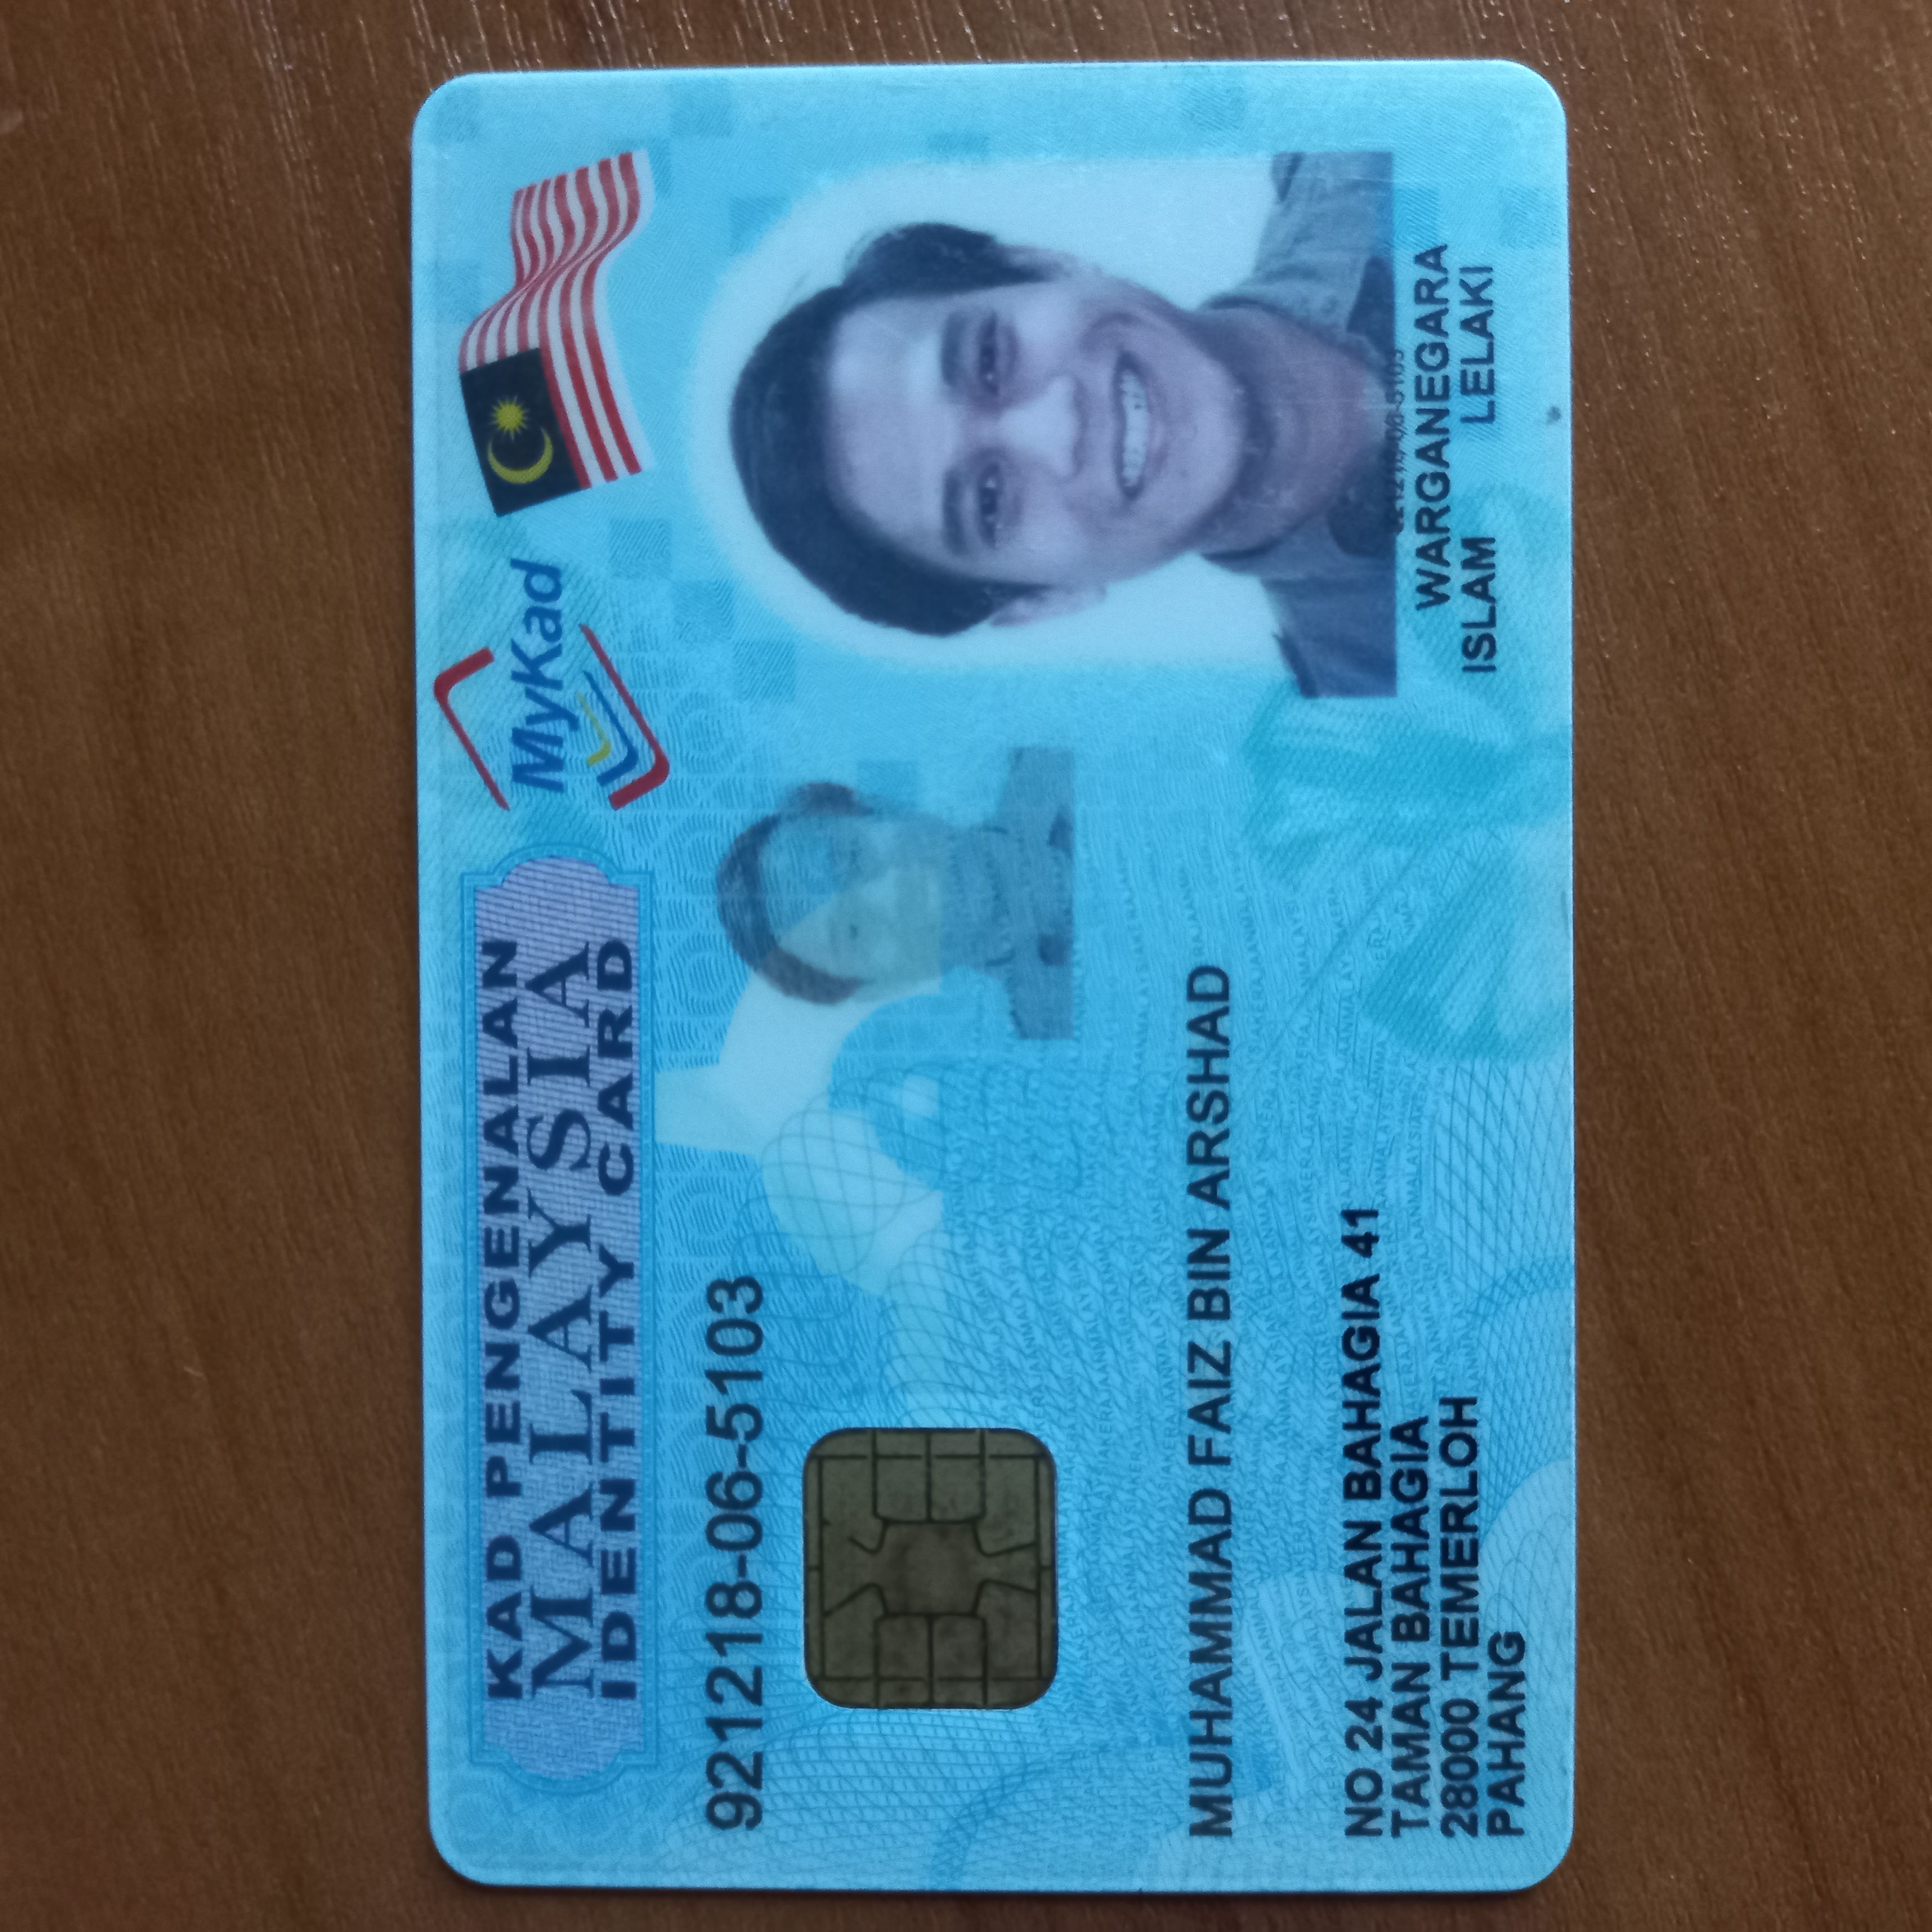 KAD PENGENALAN
MALAYSIA
IDENTITY CARD
MyKad
921218-06-5103
MUHAMMAD FAIZ BIN ARSHAD
NO 24 JALAN BAHAGIA 41
TAMAN BAHAGIA
28000 TEMERLOH
PAHANG
921218-06-5103
WARGANEGARA
ISLAM LELAKI